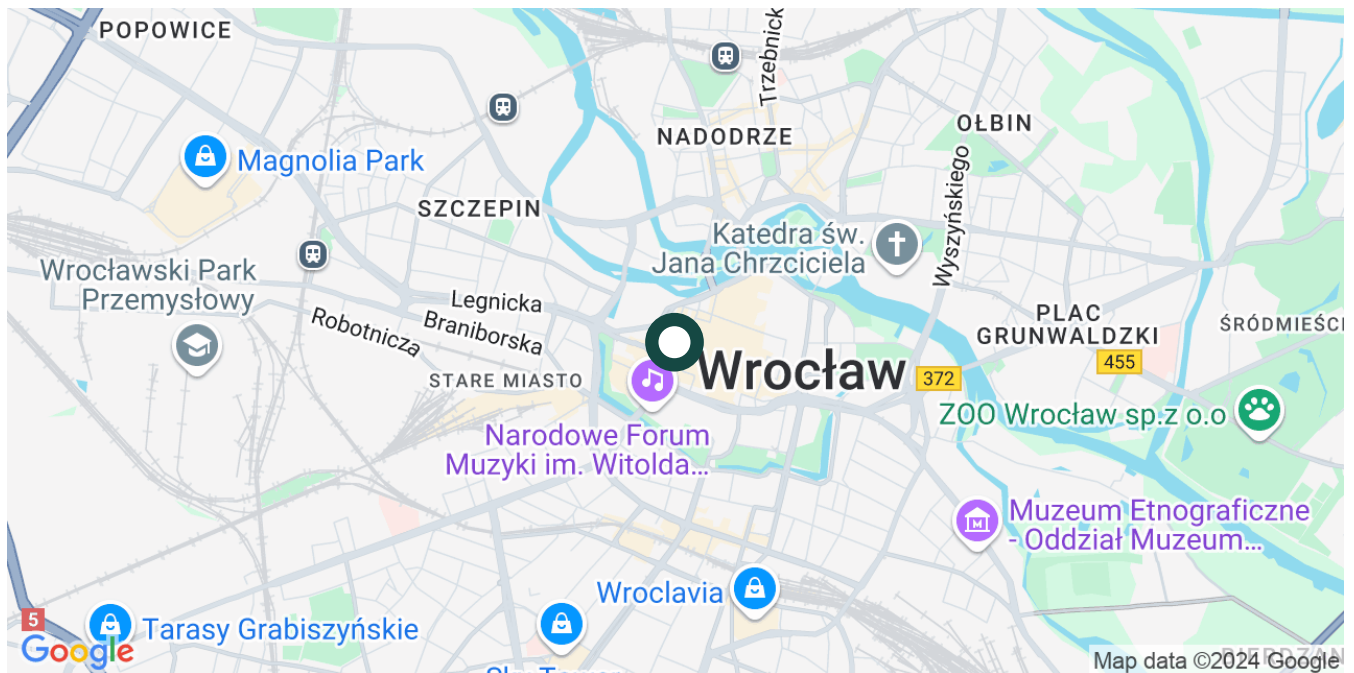 POPOWICE
Trzebnick
NADODRZE
OŁBIN
Magnolia Park
Wyszyńskiego
SZCZEPIN
Katedra św.
Jana Chrzciciela
Wrocławski Park
Przemysłowy
Legnicka
Braniborska
Robotnicza
PLAC
GRUNWALDZKI
ŚRÓDMIEŚCI
455
STARE MIASTO
Wrocław
372
ZOO Wrocław sp.z o.o
Narodowe Forum
Muzyki im. Witolda...
Muzeum Etnograficzne
- Oddział Muzeum...
Wroclavia
5
Tarasy Grabiszyńskie
Google
Map data ©2024 Google